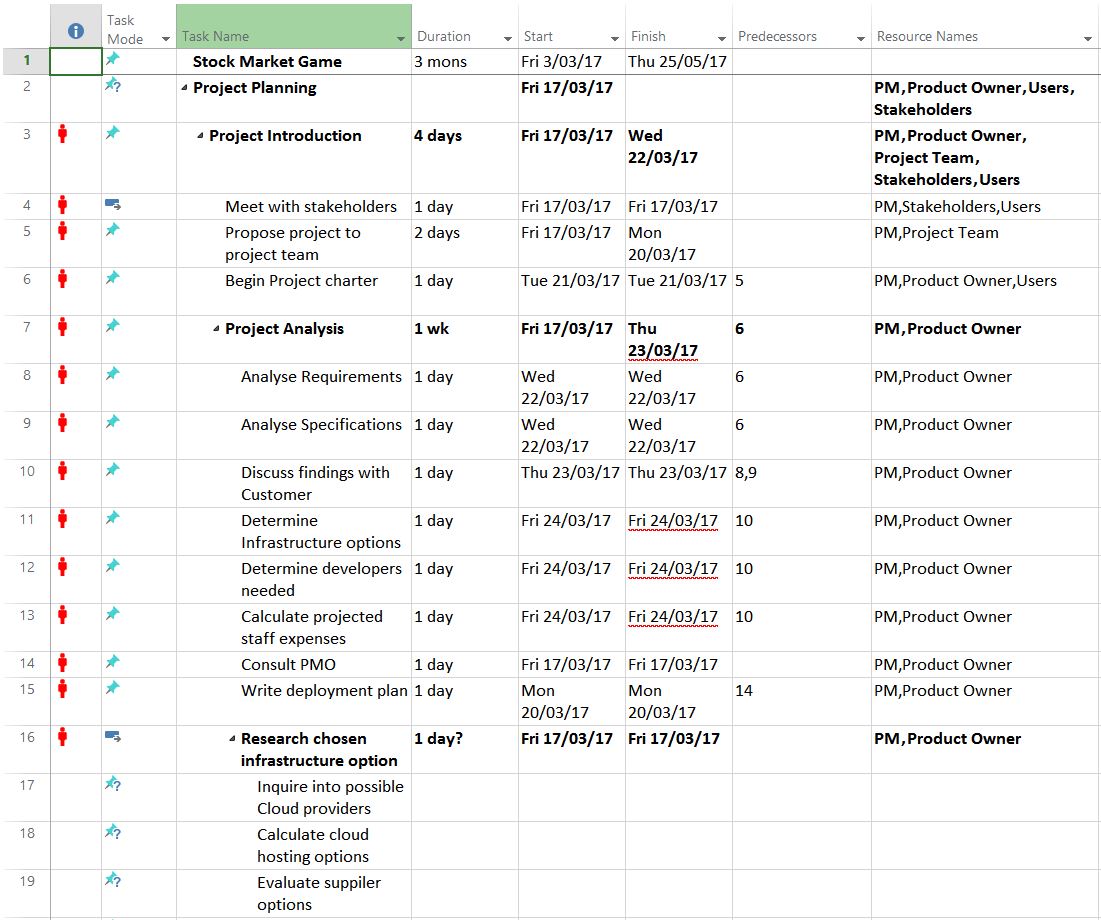 Task Mode Task Name Duration Start Finish Predecessors Resource Names
1 Stock Market Game 3 mons Fri 3/03/17 Thu 25/05/17
2 Project Planning Fri 17/03/17 PM,Product Owner,Users,
Stakeholders
3 Project Introduction 4 days Fri 17/03/17 Wed PM,Product Owner,
22/03/17 Project Team,
Stakeholders,Users
4 Meet with stakeholders 1 day Fri 17/03/17 Fri 17/03/17 PM,Stakeholders,Users
5 Propose project to 2 days Fri 17/03/17 Mon PM,Project Team
project team 20/03/17
6 Begin Project charter 1 day Tue 21/03/17 Tue 21/03/17 5 PM,Product Owner,Users
7 Project Analysis 1 wk Fri 17/03/17 Thu 6 PM,Product Owner
23/03/17
8 Analyse Requirements 1 day Wed Wed 6 PM,Product Owner
22/03/17 22/03/17
9 Analyse Specifications 1 day Wed Wed 6 PM,Product Owner
22/03/17 22/03/17
10 Discuss findings with 1 day Thu 23/03/17 Thu 23/03/17 8,9 PM,Product Owner
Customer
11 Determine 1 day Fri 24/03/17 Fri 24/03/17 10 PM,Product Owner
Infrastructure options
12 Determine developers 1 day Fri 24/03/17 Fri 24/03/17 10 PM,Product Owner
needed
13 Calculate projected 1 day Fri 24/03/17 Fri 24/03/17 10 PM,Product Owner
staff expenses
14 Consult PMO 1 day Fri 17/03/17 Fri 17/03/17 PM,Product Owner
15 Write deployment plan 1 day Mon Mon 14 PM,Product Owner
20/03/17 20/03/17
16 Research chosen 1 day? Fri 17/03/17 Fri 17/03/17 PM,Product Owner
infrastructure option
17 Inquire into possible
Cloud providers
18 Calculate cloud
hosting options
19 Evaluate suppiler
options